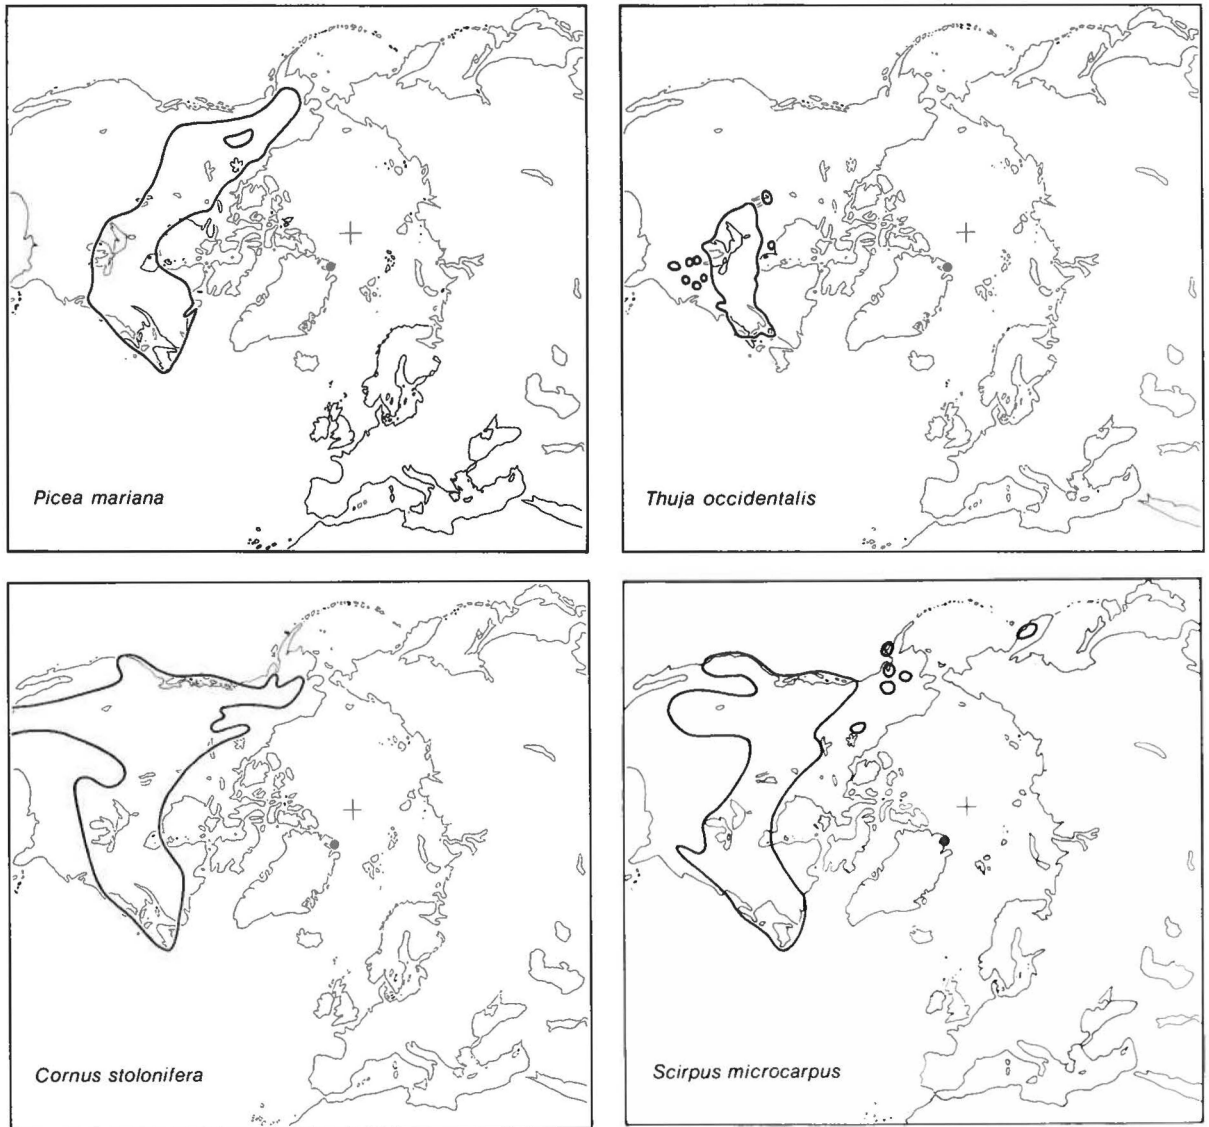 Picea mariana
Thuja occidentalis
Cornus stolonifera
Scirpus microcarpus